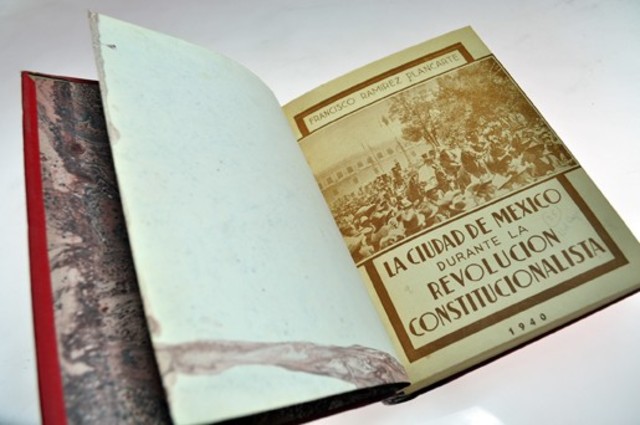 FRANCISCO RAMIREZ PLANCARTE
LA CIUDAD DE MEXICO
DURANTE LA
REVOLUCION
CONSTITUCIONALISTA
1940